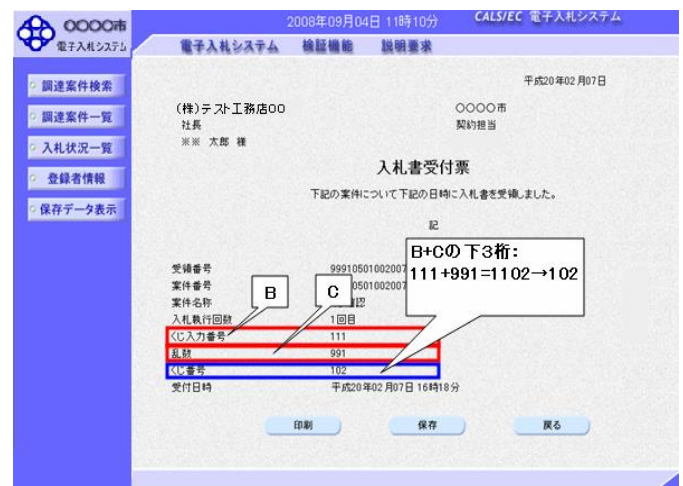 〇〇〇〇市
電子入札システム
2008年09月04日 11時10分
CALS/EC 電子入札システム
電子入札システム 検証機能 説明要求
調達案件検索
調達案件一覧
入札状況一覧
登録者情報
保存データ表示
平成20年02月07日
(株)テスト工務店〇〇
〇〇〇〇市
社長
契約担当
※※ 太郎 様
入札書受付票
下記の案件について下記の日時に入札書を受領しました。
記
B+Cの下3桁:
111+991=1102→102
B
C
受領番号 99910501002007
案件番号 0501002007
案件名称
入札執行回数 1回目
くじ入力番号 111
乱数 991
くじ番号 102
受付日時 平成20年02月07日 16時18分
印刷 保存 戻る